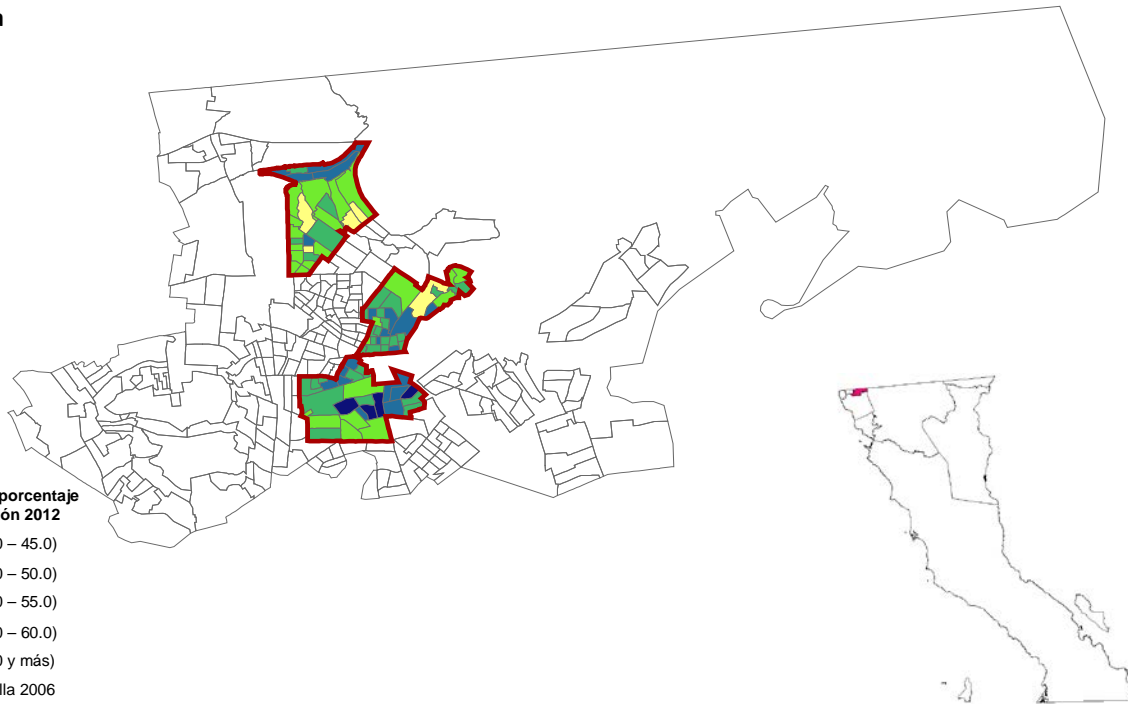 porcentaje
ón 2012
0 – 45.0)
0 – 50.0)
0 – 55.0)
0 – 60.0)
0 y más)
lla 2006